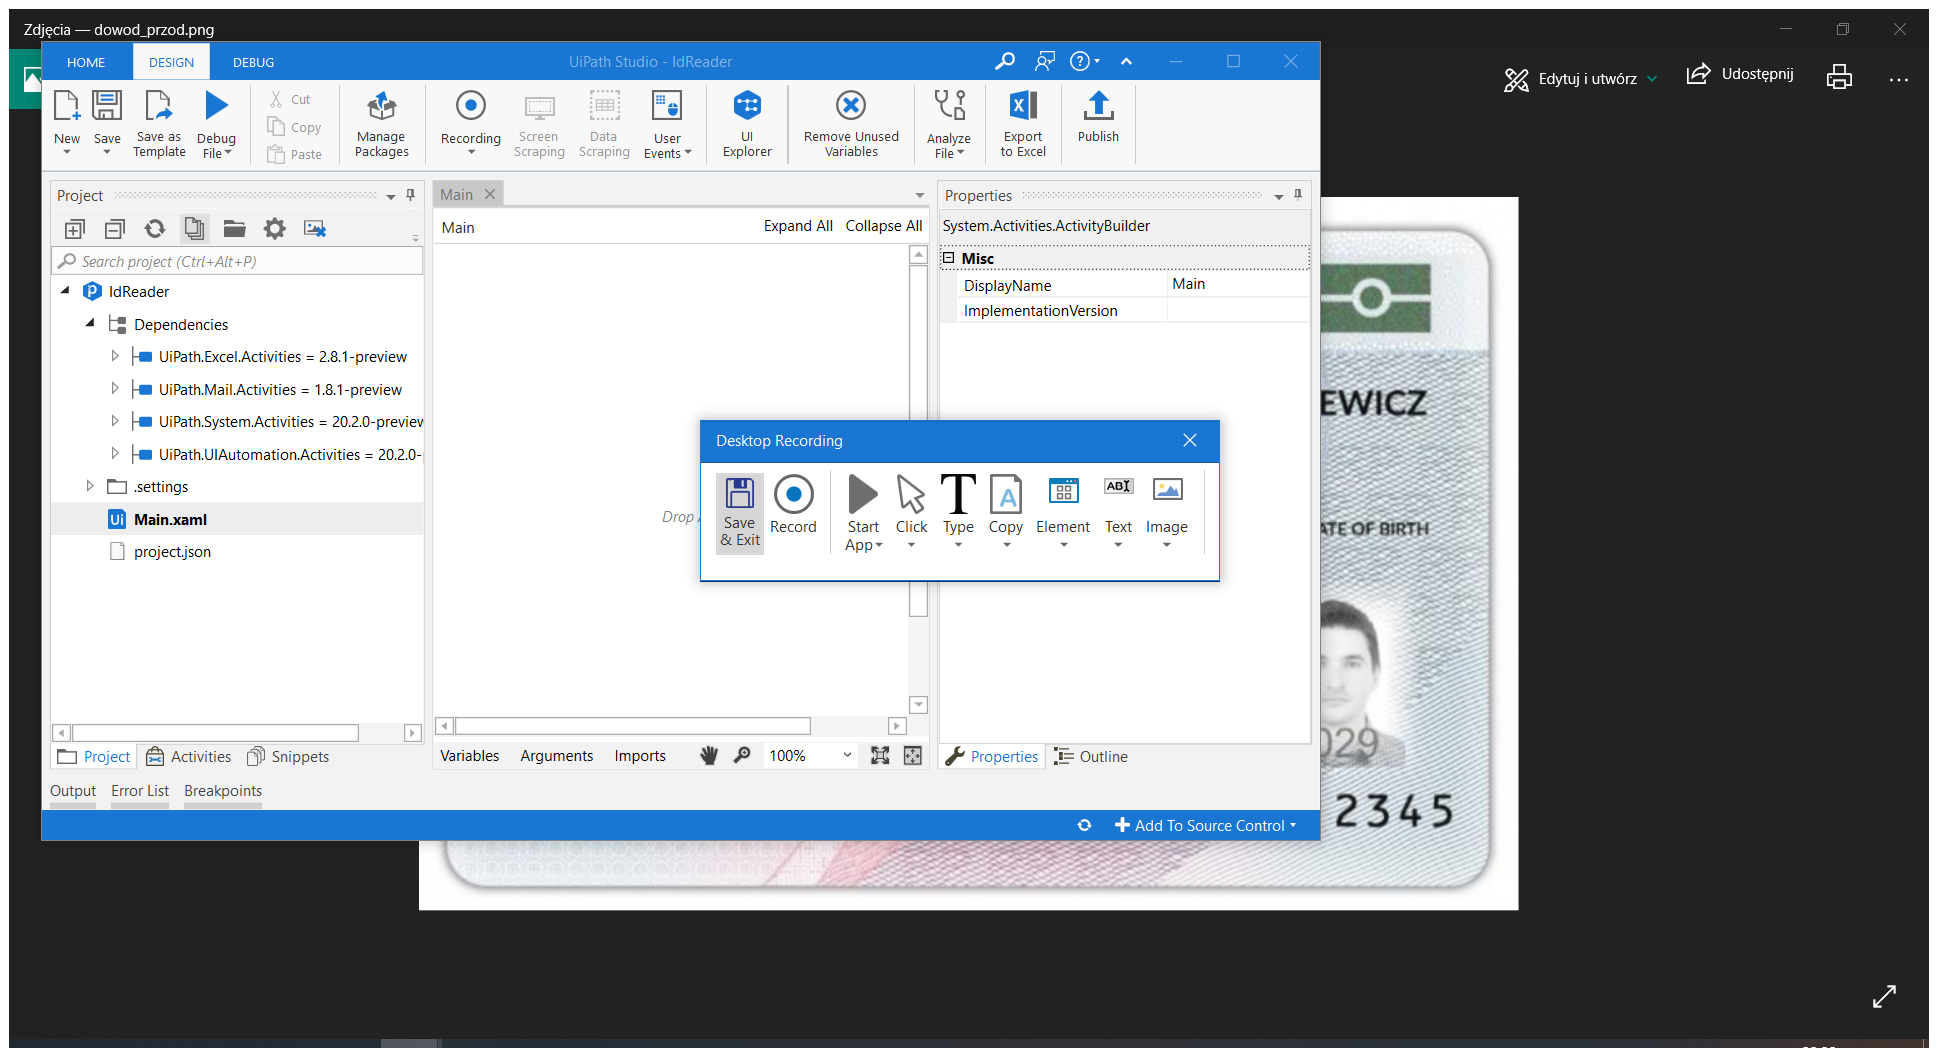 Zdjęcia — dowod_przod.png
HOME DESIGN DEBUG UiPath Studio - IdReader
Edytuj i utwórz Udostępnij
New Save Save as Template Debug File
Cut
Copy
Paste
Manage Packages
Recording
Screen Scraping
Data Scraping
User Events
UI Explorer
Remove Unused Variables
Analyze File
Export to Excel
Publish
Project
Search project (Ctrl+Alt+P)
IdReader
Dependencies
UiPath.Excel.Activities = 2.8.1-preview
UiPath.Mail.Activities = 1.8.1-preview
UiPath.System.Activities = 20.2.0-preview
UiPath.UIAutomation.Activities = 20.2.0-
.settings
Main.xaml
project.json
Project Activities Snippets
Main
Main Expand All Collapse All
Drop
Variables Arguments Imports 100%
Properties
System.Activities.ActivityBuilder
Misc
DisplayName Main
ImplementationVersion
Properties Outline
Desktop Recording
Save & Exit
Record
Start App
Click
Type
Copy
Element
Text
ABI
Image
Output Error List Breakpoints
Add To Source Control
EWICZ
ATE OF BIRTH
029
2345